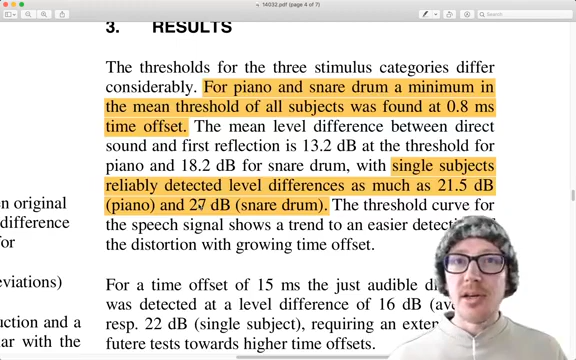 14032.pdf (page 4 of 7)
Search
3. RESULTS
The thresholds for the three stimulus categories differ
considerably. For piano and snare drum a minimum in
the mean threshold of all subjects was found at 0.8 ms
time offset. The mean level difference between direct
sound and first reflection is 13.2 dB at the threshold for
piano and 18.2 dB for snare drum, with single subjects
reliably detected level differences as much as 21.5 dB
(piano) and 27 dB (snare drum). The threshold curve for
the speech signal shows a trend to an easier
the distortion with growing time offset.
For a time offset of 15 ms the just audible
was detected at a level difference of 16 dB
resp. 22 dB (single subject), requiring an
future tests towards higher time offsets.
en original
difference
for
eviations)
uction and a
ar with the